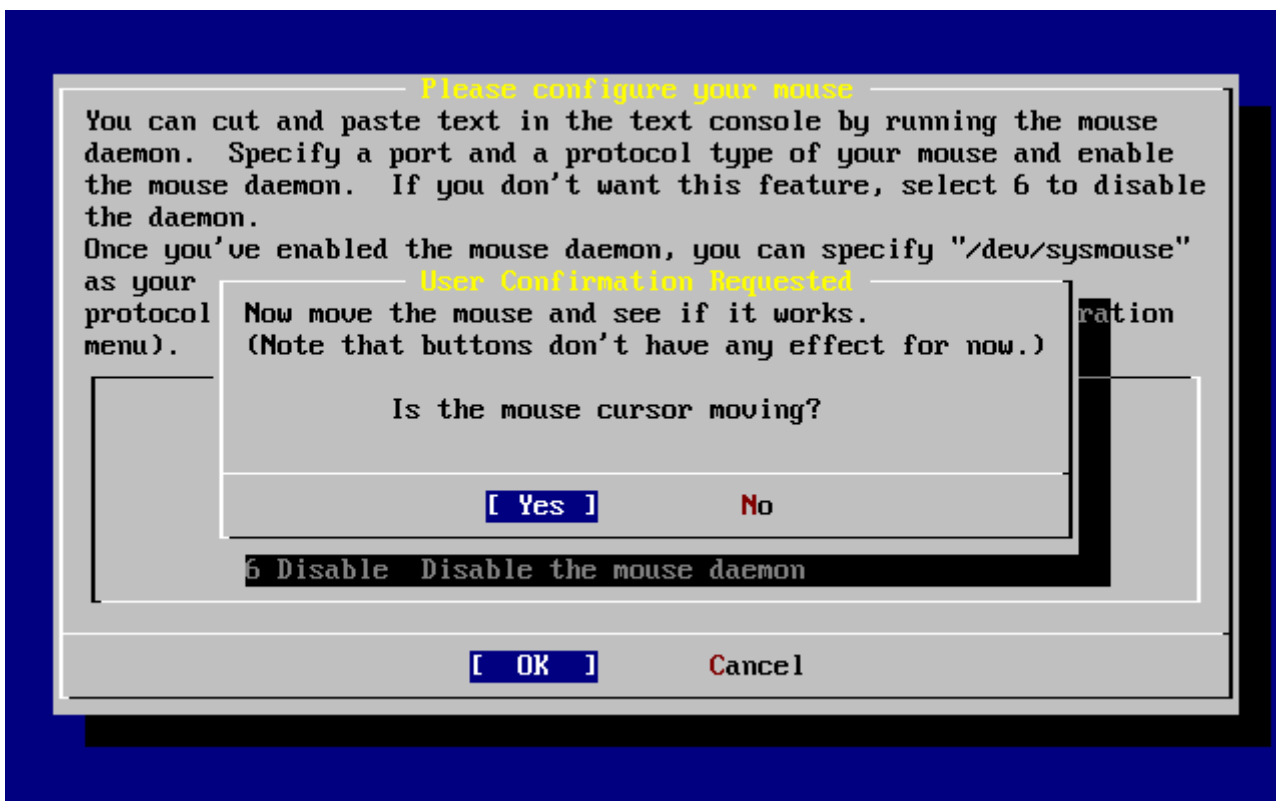 Please configure your mouse
You can cut and paste text in the text console by running the mouse
daemon.  Specify a port and a protocol type of your mouse and enable
the mouse daemon.  If you don't want this feature, select 6 to disable
the daemon.
Once you've enabled the mouse daemon, you can specify "/dev/sysmouse"
as your
protocol ration
menu).
User Confirmation Requested
Now move the mouse and see if it works.
(Note that buttons don't have any effect for now.)
Is the mouse cursor moving?
[ Yes ] No
6 Disable  Disable the mouse daemon
[ OK ] Cancel